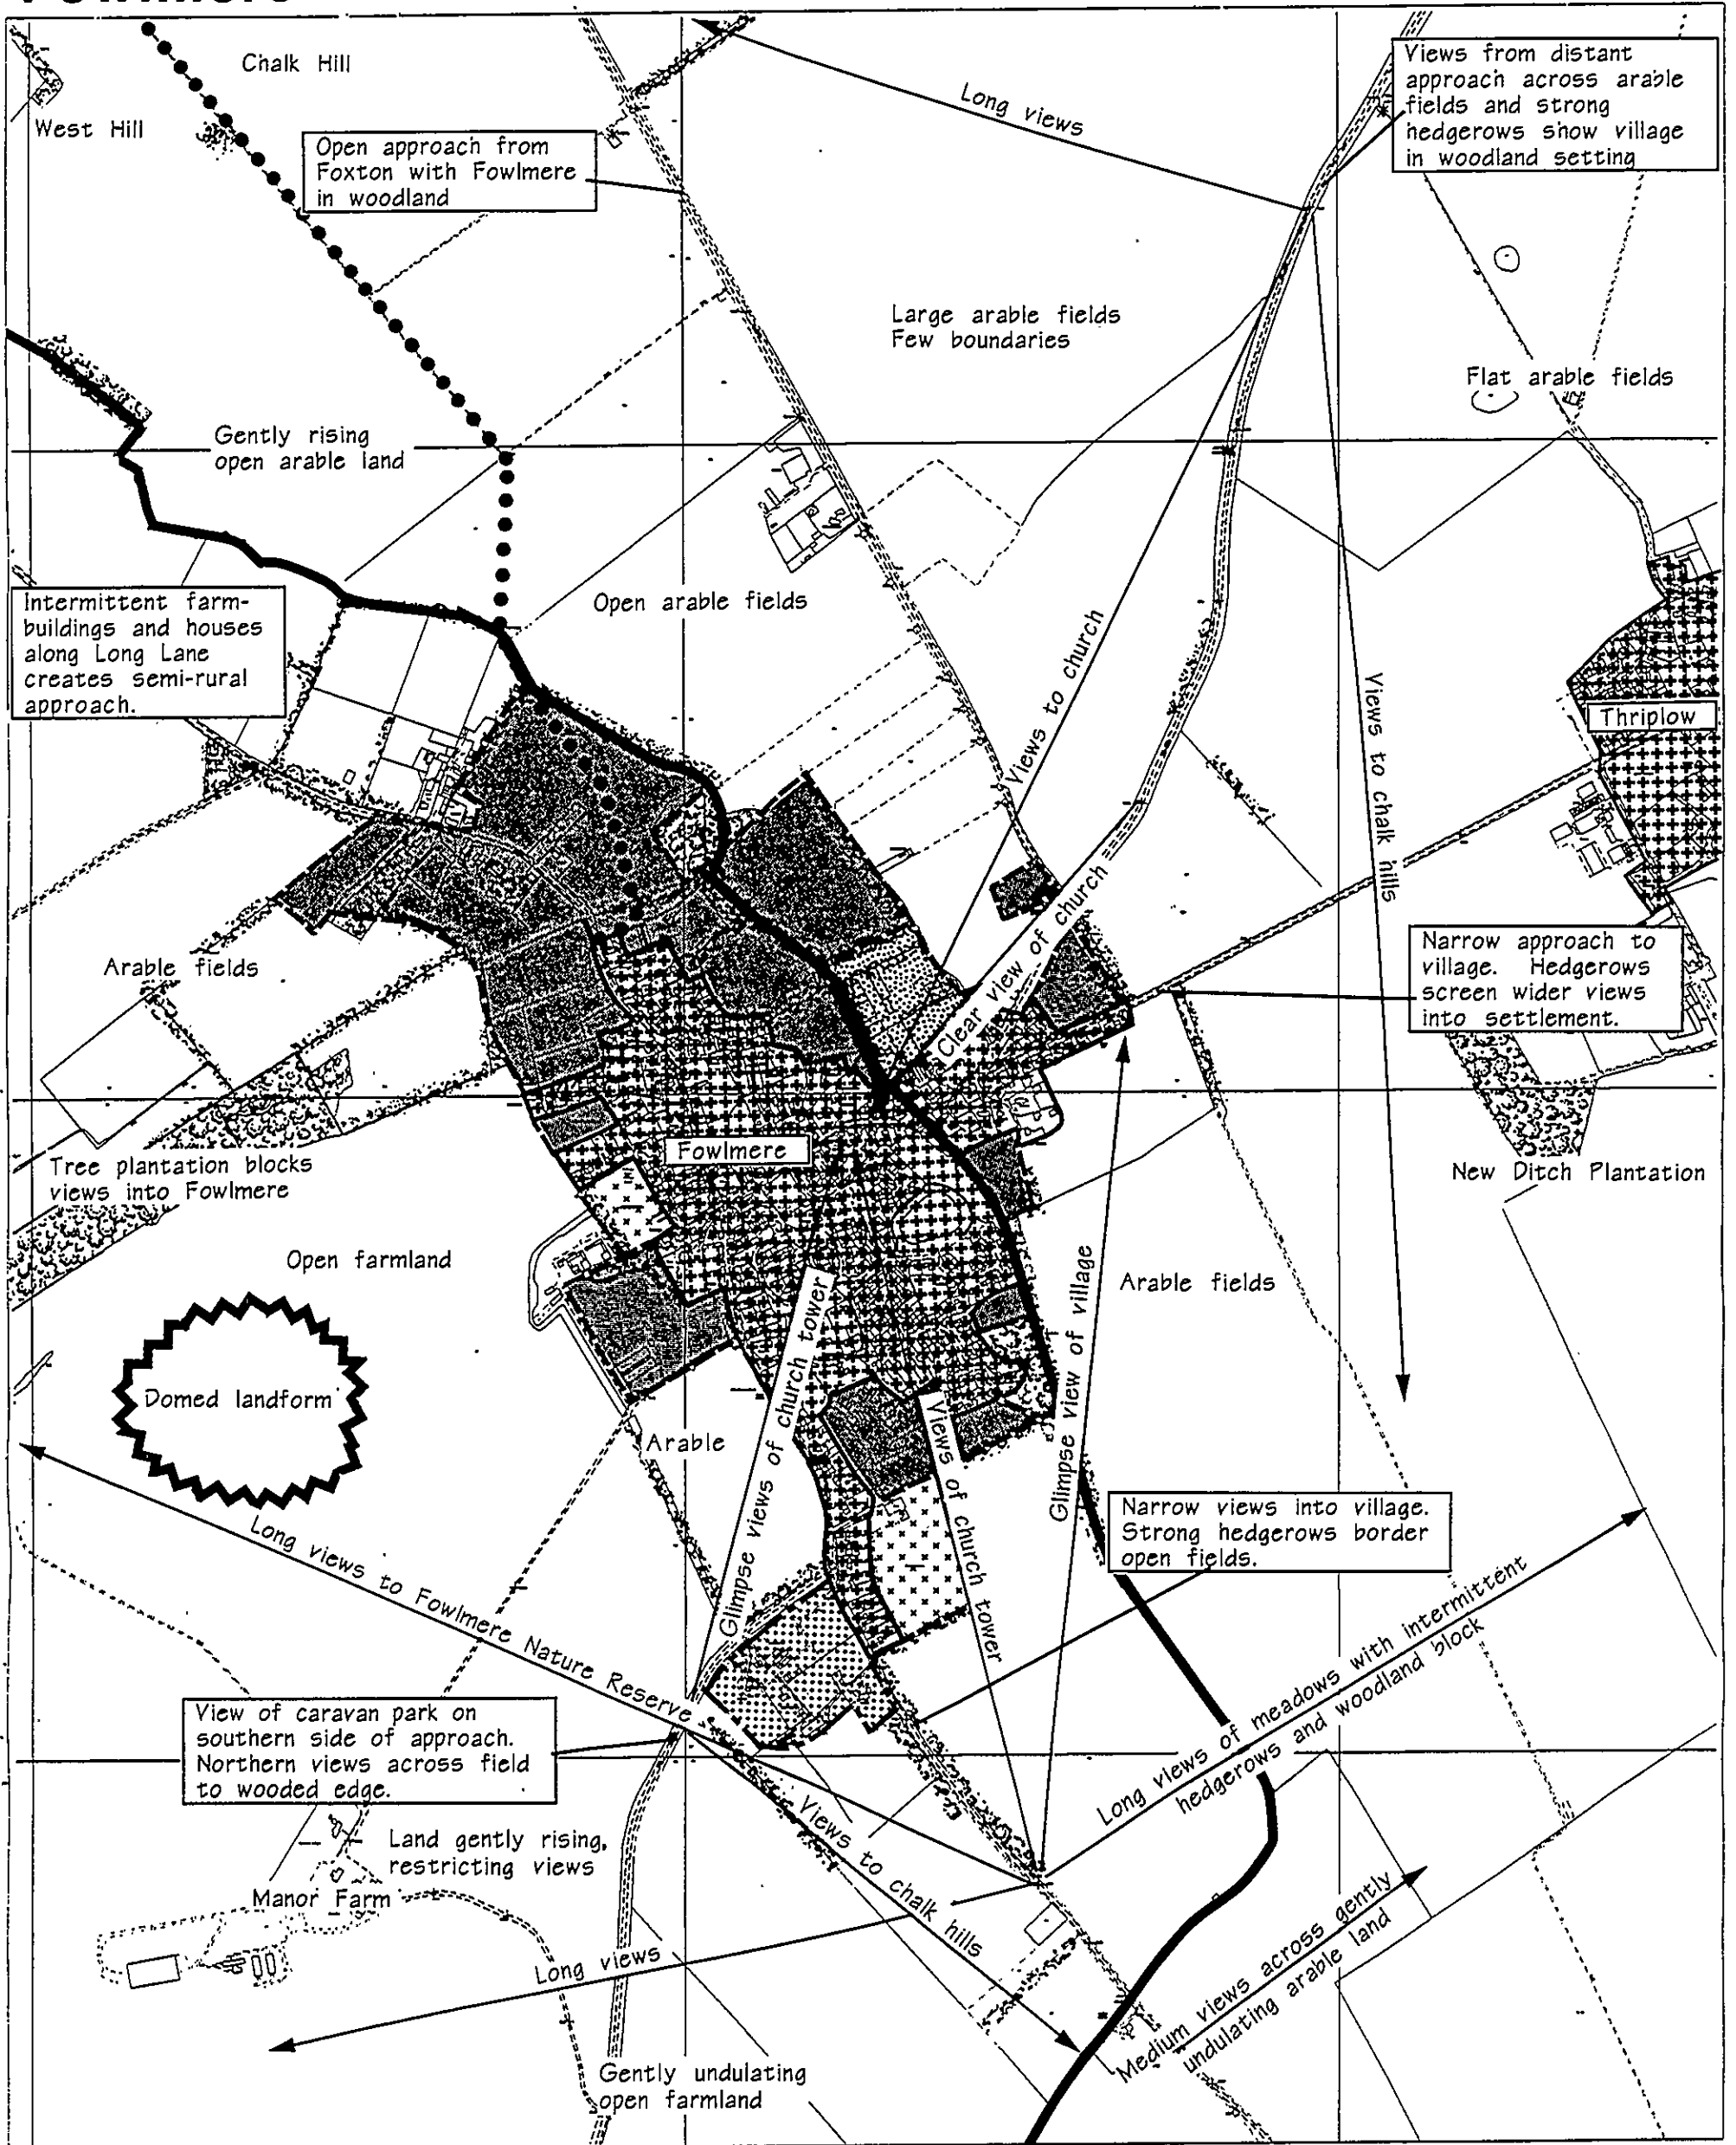 Fowlmere
Chalk Hill
West Hill
Long views
Views from distant
approach across arable
fields and strong
hedgerows show village
in woodland setting
Open approach from
Foxton with Fowlmere
in woodland
Large arable fields
Few boundaries
Flat arable fields
Gently rising
open arable land
Intermittent farm-
buildings and houses
along Long Lane
creates semi-rural
approach.
Open arable fields
Views to church
Views to chalk hills
Thriplow
Clear view of church
Arable fields
Narrow approach to
village. Hedgerows
screen wider views
into settlement.
Fowlmere
Tree plantation blocks
views into Fowlmere
New Ditch Plantation
Open farmland
Arable fields
Glimpse views of church tower
Glimpse view of village
Domed landform
Arable
Views of church tower
Narrow views into village.
Strong hedgerows border
open fields.
Long views to Fowlmere Nature Reserve
Long views of meadows with intermittent
hedgerows and woodland block
View of caravan park on
southern side of approach.
Northern views across field
to wooded edge.
Land gently rising,
restricting views
Views to chalk hills
Manor Farm
Long views
Medium views across gently
undulating arable land
Gently undulating
open farmland